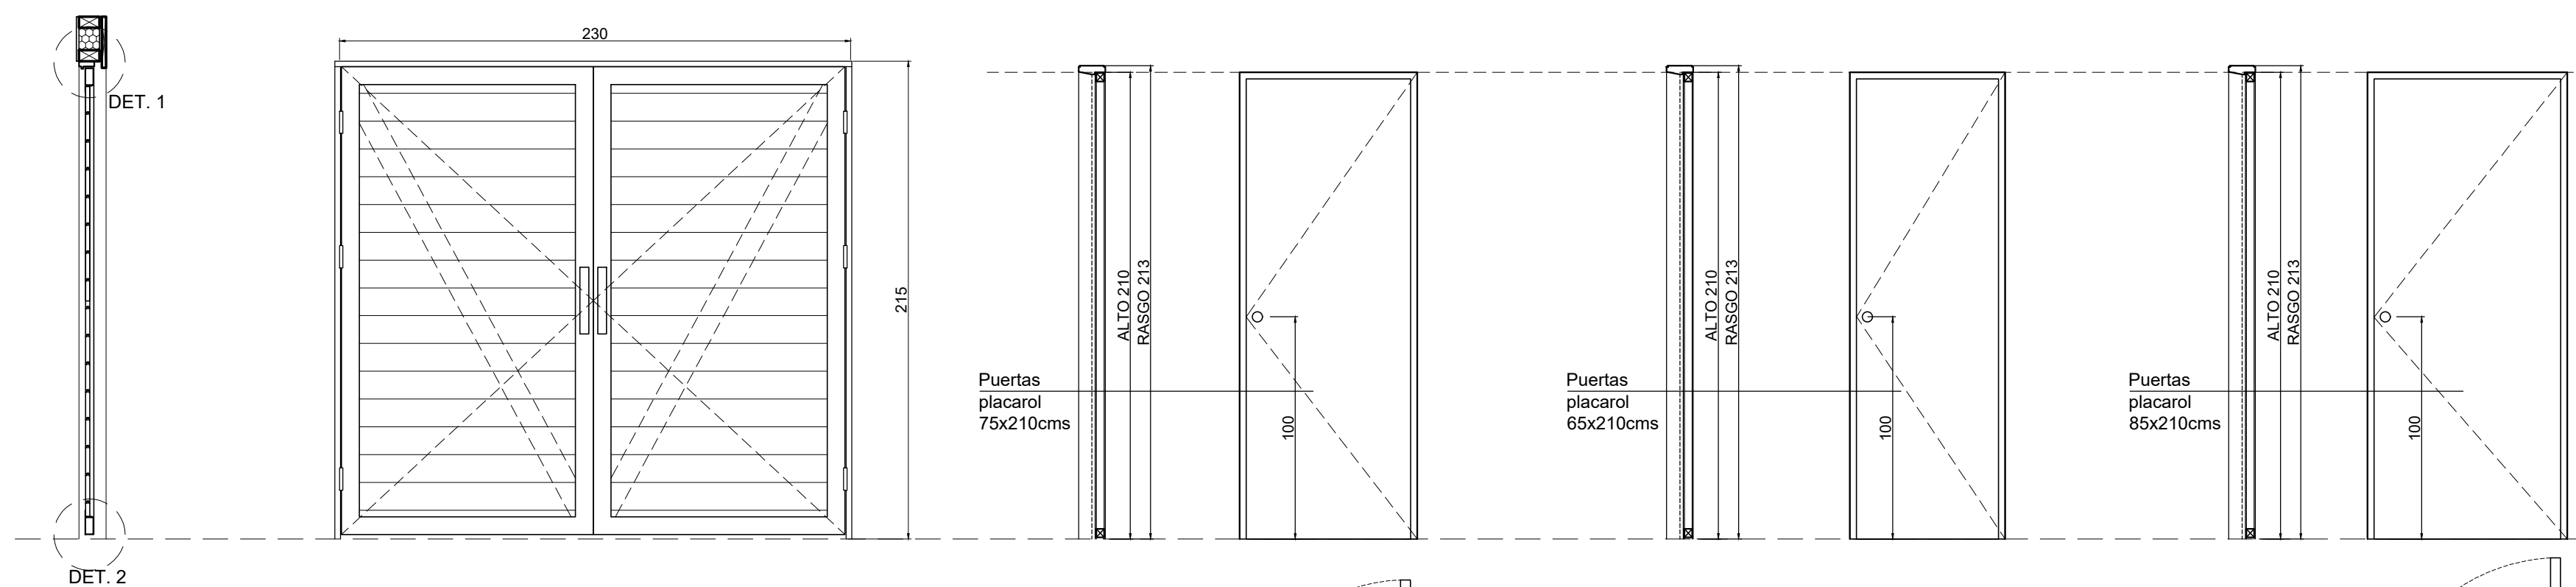 DET. 1
DET. 2
230
215
Puertas
placarol
75x210cms
ALTO 210
RASGO 213
100
Puertas
placarol
65x210cms
ALTO 210
RASGO 213
100
Puertas
placarol
85x210cms
ALTO 210
RASGO 213
100